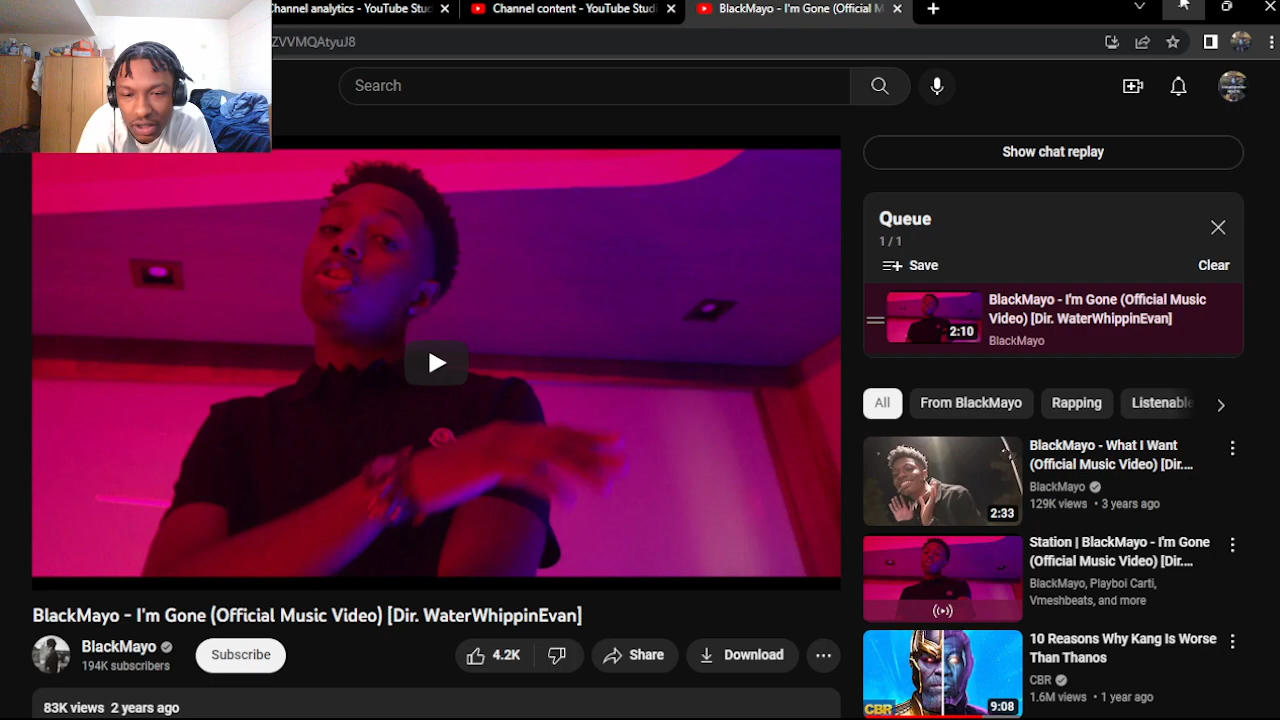 hannel analytics - YouTube Stu
Channel content - YouTube Studi
BlackMayo - I'm Gone (Official M
ZVVMQAtyuJ8
Search
Show chat replay
Queue
1 / 1
Save
Clear
BlackMayo - I'm Gone (Official Music
Video) [Dir. WaterWhippinEvan]
2:10
BlackMayo
All
From BlackMayo
Rapping
Listenable
BlackMayo - What I Want
(Official Music Video) [Dir....
BlackMayo
129K views • 3 years ago
2:33
Station | BlackMayo - I'm Gone
(Official Music Video) [Dir....
BlackMayo, Playboi Carti,
Vmeshbeats, and more
10 Reasons Why Kang Is Worse
Than Thanos
CBR
1.6M views • 1 year ago
CBR
9:08
BlackMayo - I'm Gone (Official Music Video) [Dir. WaterWhippinEvan]
BlackMayo
194K subscribers
Subscribe
4.2K
Share
Download
83K views 2 years ago